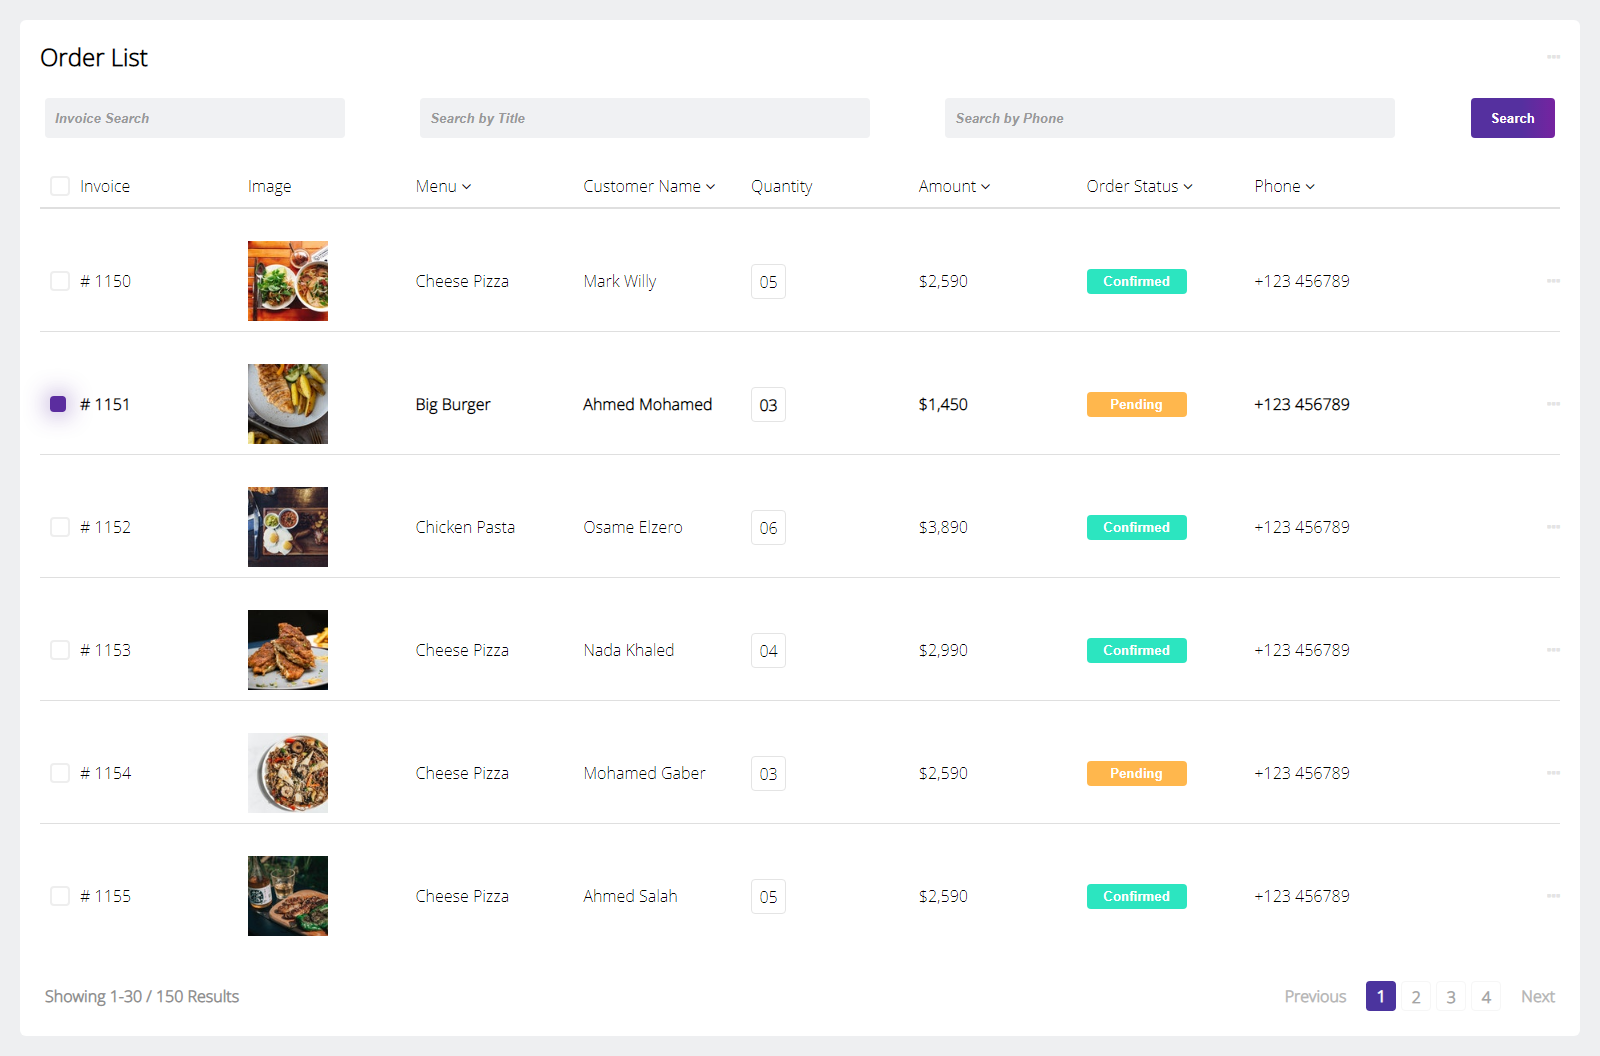 Order List
Invoice Search Search by Title Search by Phone Search
Invoice Image Menu Customer Name Quantity Amount Order Status Phone
# 1150 Cheese Pizza Mark Willy 05 $2,590 Confirmed +123 456789
# 1151 Big Burger Ahmed Mohamed 03 $1,450 Pending +123 456789
# 1152 Chicken Pasta Osame Elzero 06 $3,890 Confirmed +123 456789
# 1153 Cheese Pizza Nada Khaled 04 $2,990 Confirmed +123 456789
# 1154 Cheese Pizza Mohamed Gaber 03 $2,590 Pending +123 456789
# 1155 Cheese Pizza Ahmed Salah 05 $2,590 Confirmed +123 456789
Showing 1-30 / 150 Results Previous 1 2 3 4 Next